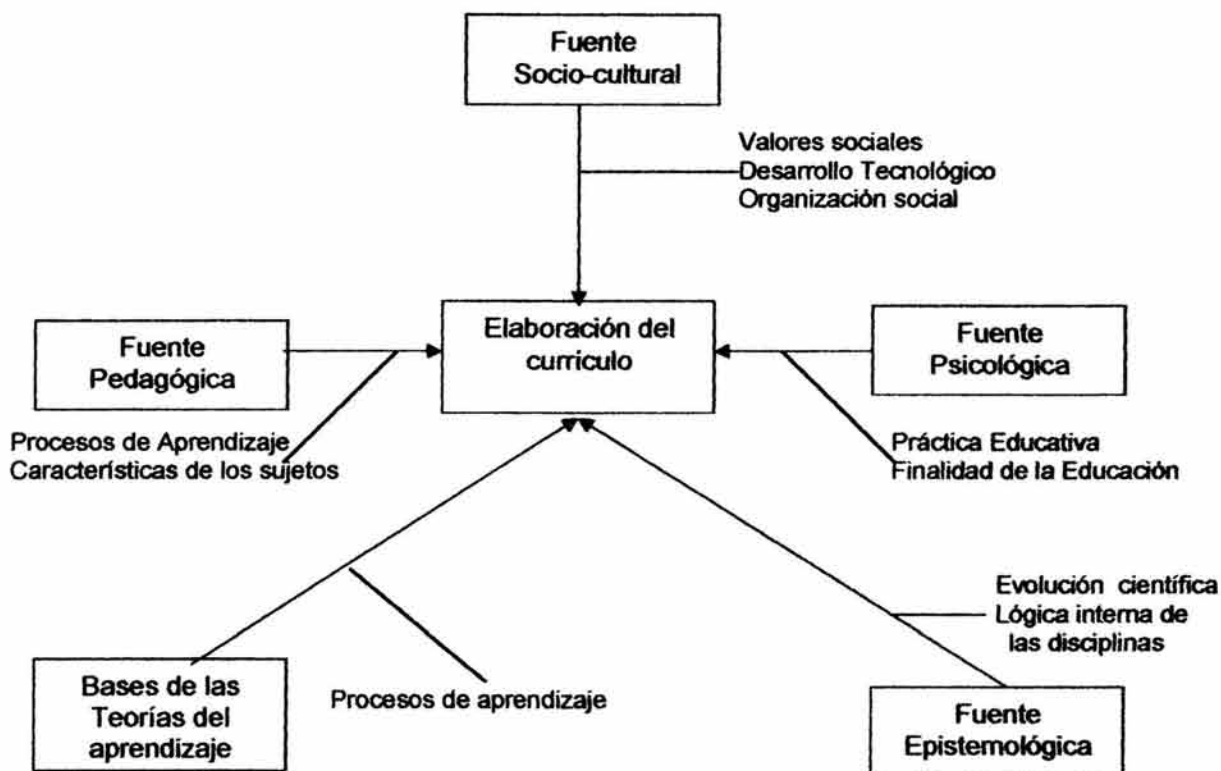 Fuente
Socio-cultural
Valores sociales
Desarrollo Tecnológico
Organización social
Fuente
Pedagógica
Elaboración del
curriculo
Fuente
Psicológica
Procesos de Aprendizaje
Características de los sujetos
Práctica Educativa
Finalidad de la Educación
Evolución científica
Lógica interna de
las disciplinas
Bases de las
Teorías del
aprendizaje
Procesos de aprendizaje
Fuente
Epistemológica